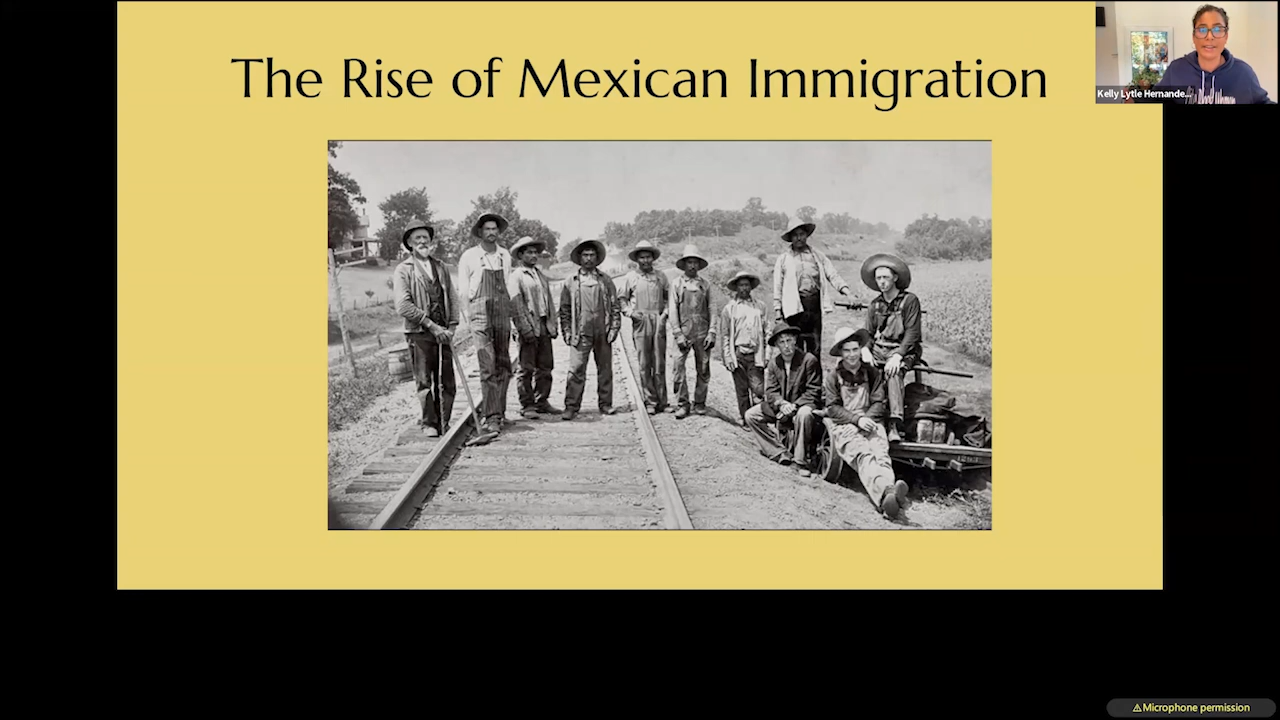 The Rise of Mexican Immigration
Kelly Lytle Hernande...
⚠Microphone permission